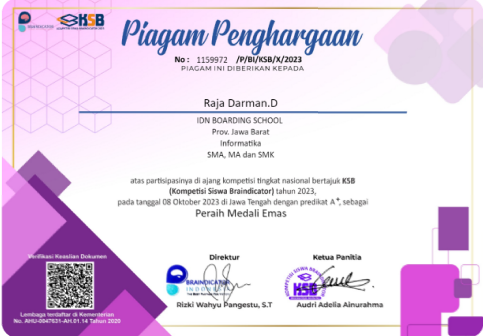 BRAINDICATOR
KSB
Piagam Penghargaan
No : 1159972 /P/BI/KSB/X/2023
PIAGAM INI DIBERIKAN KEPADA
Raja Darman.D
IDN BOARDING SCHOOL
Prov. Jawa Barat
Informatika
SMA, MA dan SMK
atas partisipasinya di ajang kompetisi tingkat nasional bertajuk KSB
(Kompetisi Siswa Braindicator) tahun 2023,
pada tanggal 08 Oktober 2023 di Jawa Tengah dengan predikat A+, sebagai
Peraih Medali Emas
Verifikasi Keaslian Dokumen
Lembaga terdaftar di Kementerian
No. AHU-0047631-AH.01.14 Tahun 2020
Direktur
BRAINDICATOR
INDONESIA
Rizki Wahyu Pangestu, S.T
Ketua Panitia
KOMPETISI SISWA BRAINDICATOR
KSB
Audri Adelia Ainurahma